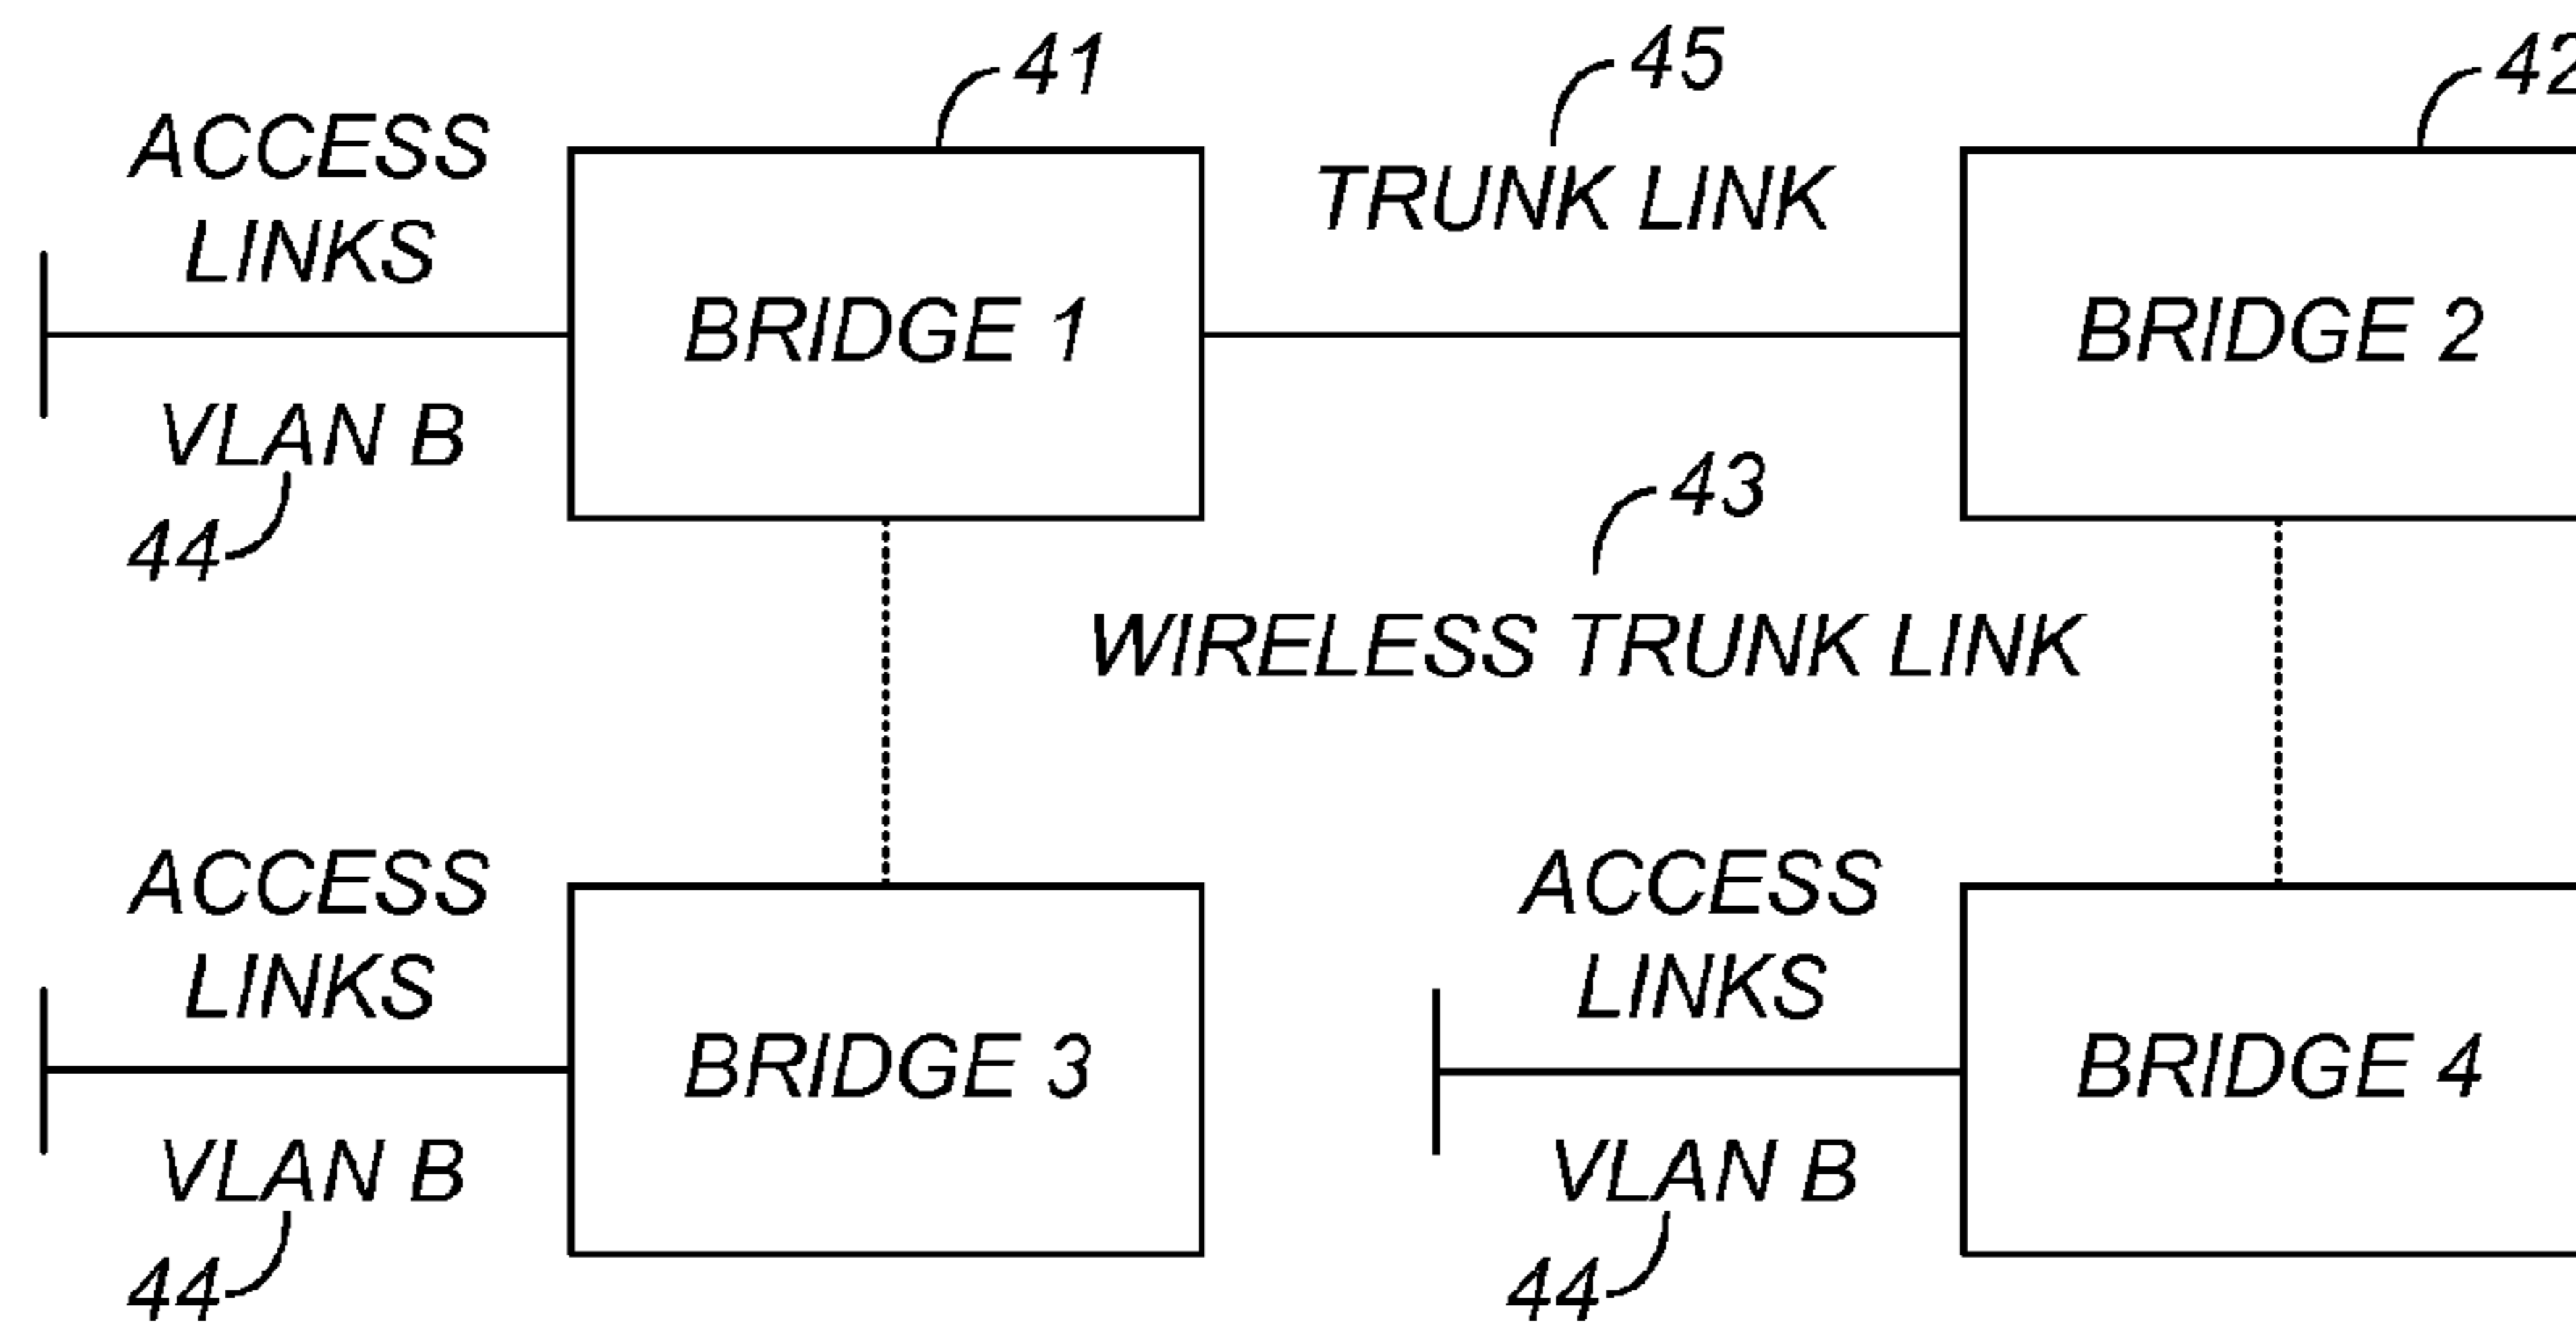 41
45
42
ACCESS
LINKS
TRUNK LINK
BRIDGE 1
BRIDGE 2
VLAN B
44
43
WIRELESS TRUNK LINK
ACCESS
LINKS
ACCESS
LINKS
BRIDGE 3
BRIDGE 4
VLAN B
VLAN B
44
44